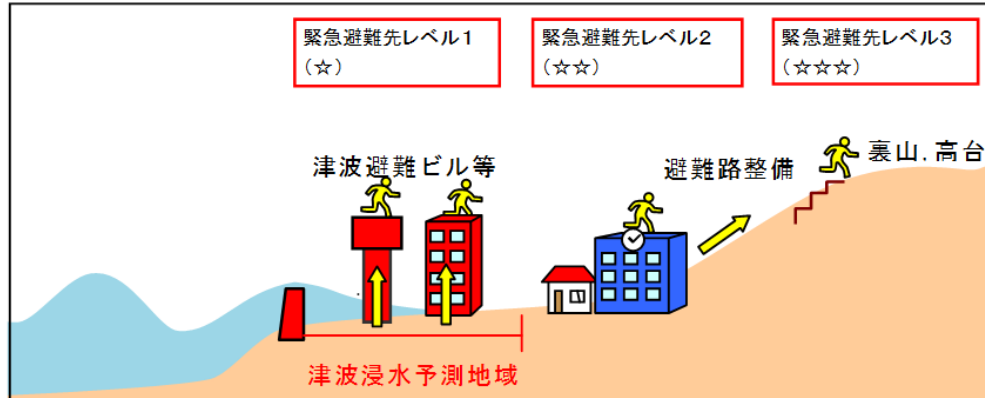 緊急避難先レベル1
(☆)
緊急避難先レベル2
(☆☆)
緊急避難先レベル3
(☆☆☆)
津波避難ビル等
避難路整備
裏山,高台
津波浸水予測地域